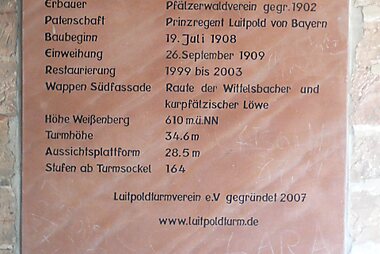 Erbauer Pfälzerwaldverein gegr.1902
Patenschaft Prinzregent Luitpold von Bayern
Baubeginn 19. Juli 1908
Einweihung 26.September 1909
Restaurierung 1999 bis 2003
Wappen Südfassade Raute der Wittelsbacher und
kurpfätzischer Löwe
Höhe Weißenberg 610 m.ü.NN
Turmhöhe 34.6 m
Aussichtsplattform 28.5 m
Stufen ab Turmsockel 164
Luitpoldturmverein e.V gegründet 2007
www.luitpoldturm.de